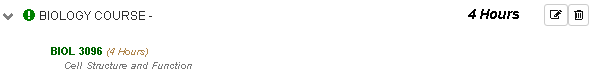 BIOLOGY COURSE - 4 Hours
BIOL 3096 (4 Hours)
Cell Structure and Function